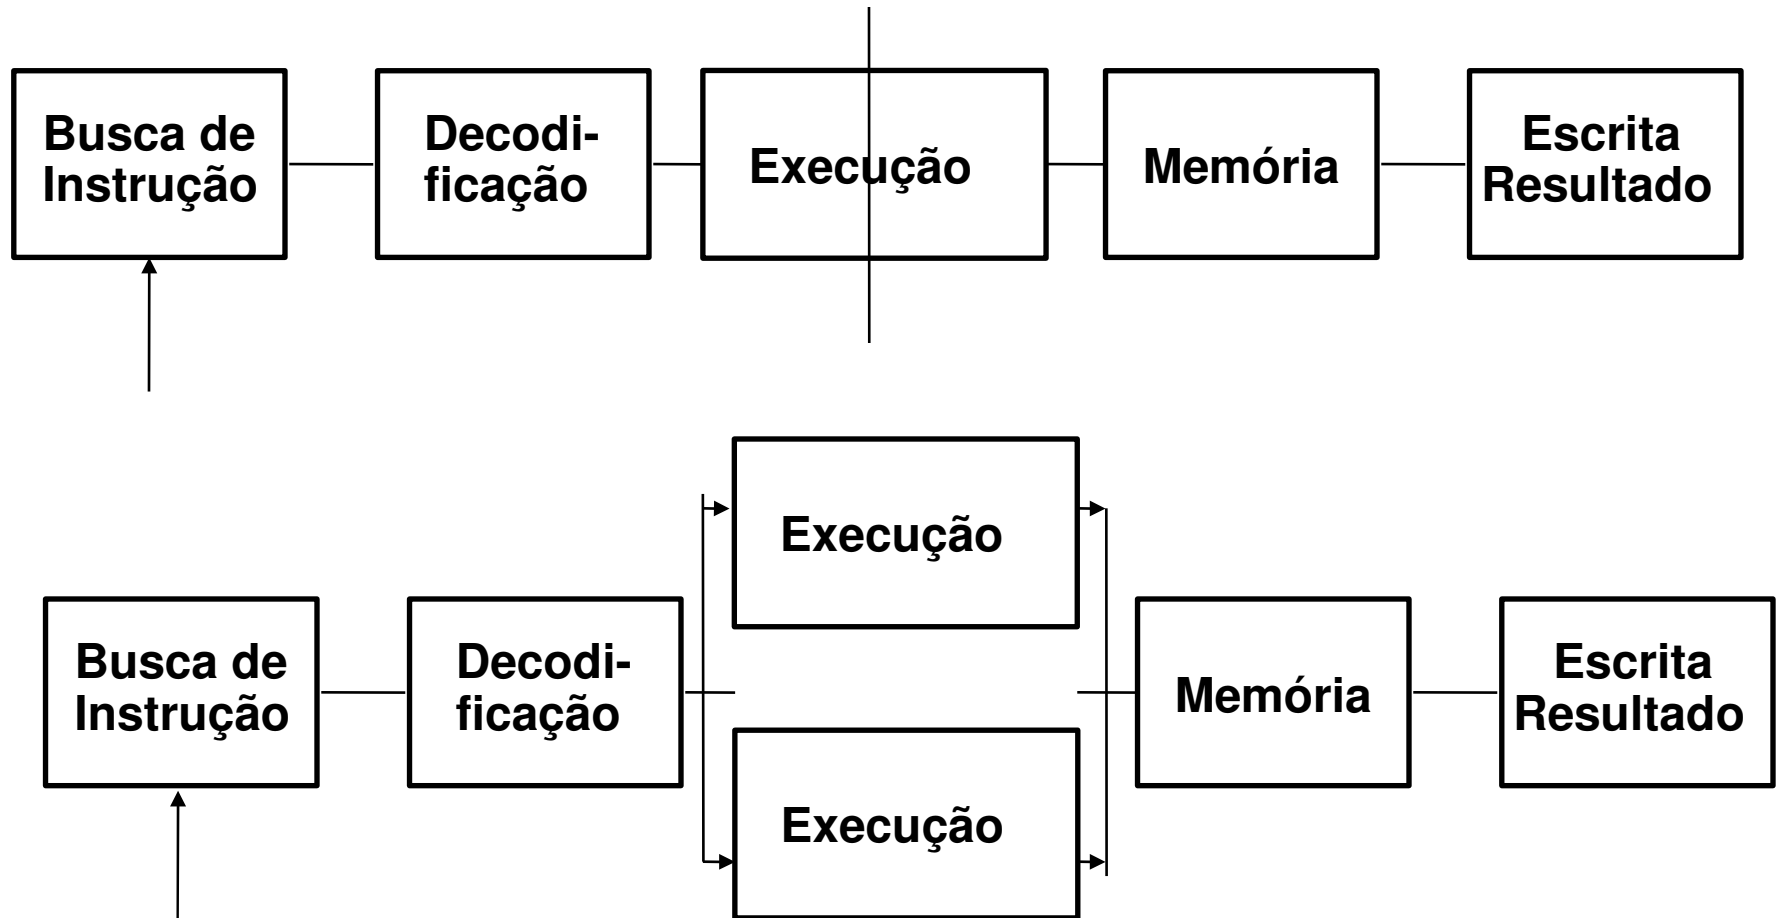 Busca de
Instrução
Decodi-
ficação
Execução
Memória
Escrita
Resultado
Execução
Busca de
Instrução
Decodi-
ficação
Execução
Memória
Escrita
Resultado